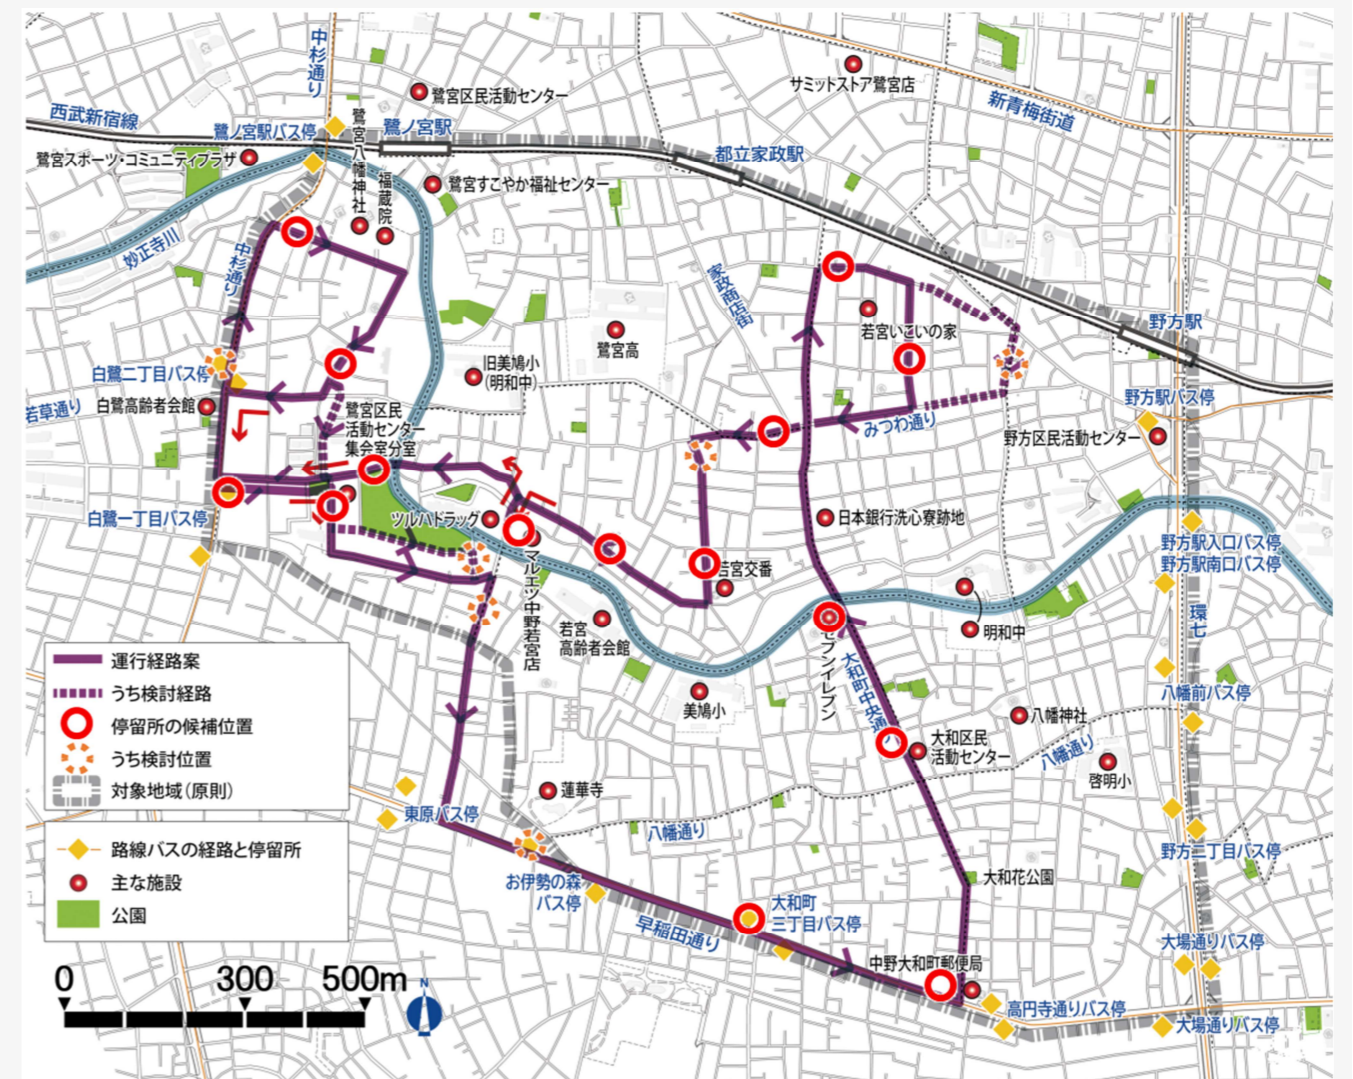 中杉通り
鷺宮区民活動センター
サミットストア鷺宮店
新青梅街道
西武新宿線
鷺ノ宮駅バス停
鷺宮八幡神社
鷺ノ宮駅
都立家政駅
鷺宮スポーツ・コミュニティプラザ
福蔵院
鷺宮すこやか福祉センター
妙正寺川
中杉通り
家政商店街
野方駅
若宮いこいの家
鷺宮高
旧美鳩小
(明和中)
白鷺二丁目バス停
白鷺高齢者会館
若草通り
鷺宮区民
活動センター
集会室分室
みつわ通り
野方駅バス停
野方区民活動センター
白鷺一丁目バス停
ツルハドラッグ
日本銀行洗心寮跡地
野方駅入口バス停
野方駅南口バス停
マルエツ中野若宮店
若宮交番
若宮
高齢者会館
セブンイレブン
明和中
環七
美鳩小
大和町中央通り
八幡神社
八幡前バス停
大和区民
活動センター
八幡通り
啓明小
蓮華寺
八幡通り
東原バス停
野方二丁目バス停
お伊勢の森
バス停
大和花公園
大和町
三丁目バス停
早稲田通り
中野大和町郵便局
大場通りバス停
高円寺通りバス停
大場通りバス停
運行経路案
うち検討経路
停留所の候補位置
うち検討位置
対象地域(原則)
路線バスの経路と停留所
主な施設
公園
0 300 500m
N